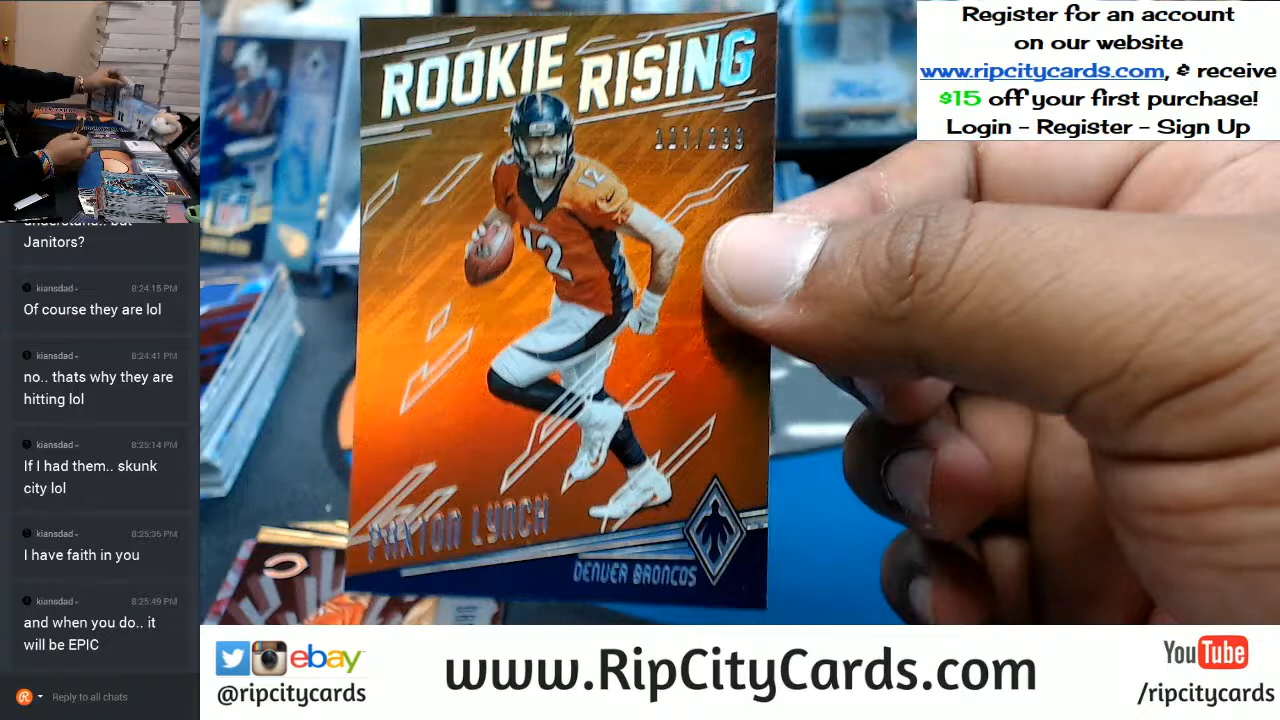 Register for an account
on our website
www.ripcitycards.com, & receive
$15 off your first purchase!
Login - Register - Sign Up
ROOKIE RISING
12
12
PAXTON LYNCH
DENVER BRONCOS
Janitors?
kiansdad 8:24:15 PM
Of course they are lol
kiansdad 8:24:41 PM
no.. thats why they are
hitting lol
kiansdad 8:25:14 PM
If I had them.. skunk
city lol
kiansdad 8:25:35 PM
I have faith in you
kiansdad 8:25:49 PM
and when you do.. it
will be EPIC
Reply to all chats
ebay
@ripcitycards
www.RipCityCards.com
YouTube
/ripcitycards